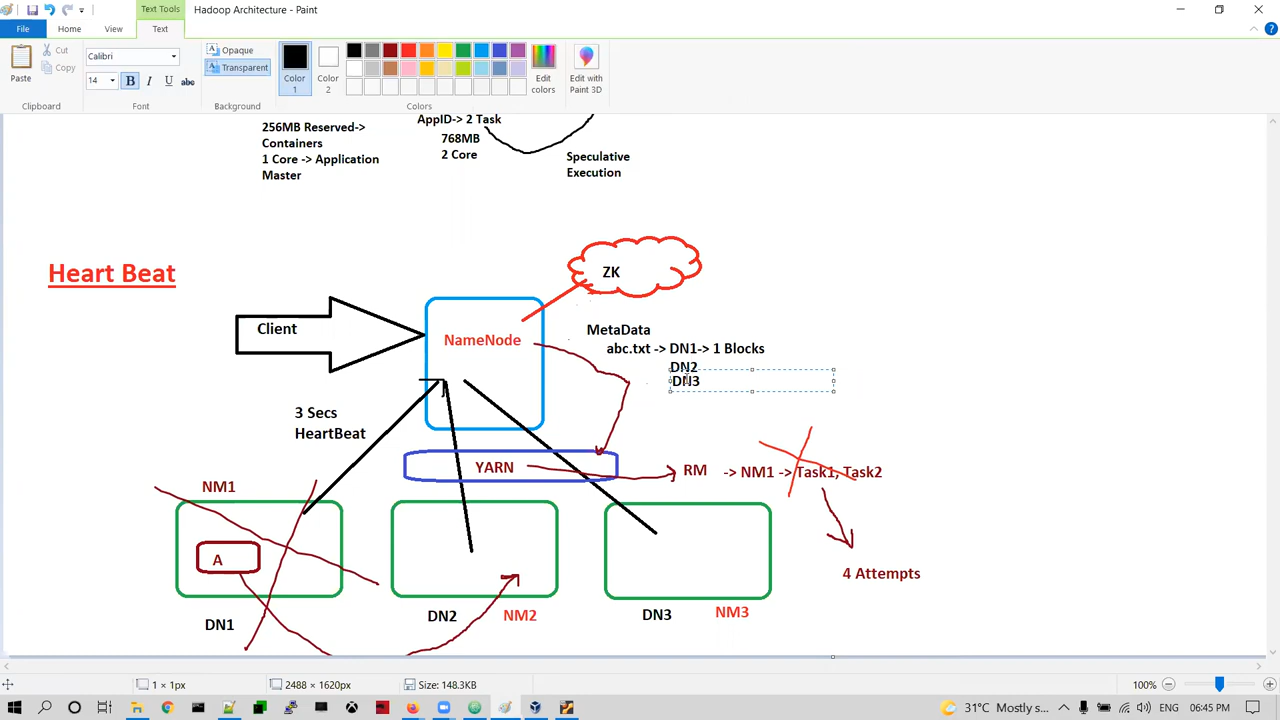 Text Tools
Hadoop Architecture - Paint
File
Home
View
Text
Paste
Cut
Copy
Clipboard
Calibri
14
B I U abc
Font
Opaque
Transparent
Background
Color 1
Color 2
Colors
Edit colors
Edit with Paint 3D
256MB Reserved->
Containers
1 Core -> Application
Master
AppID-> 2 Task
768MB
2 Core
Speculative
Execution
Heart Beat
ZK
Client
NameNode
MetaData
abc.txt -> DN1-> 1 Blocks
DN2
DN3
3 Secs
HeartBeat
YARN
RM -> NM1 -> Task1, Task2
4 Attempts
NM1
A
DN1
DN2
NM2
DN3
NM3
1 × 1px
2488 × 1620px
Size: 148.3KB
100%
31°C Mostly s...
ENG
06:45 PM